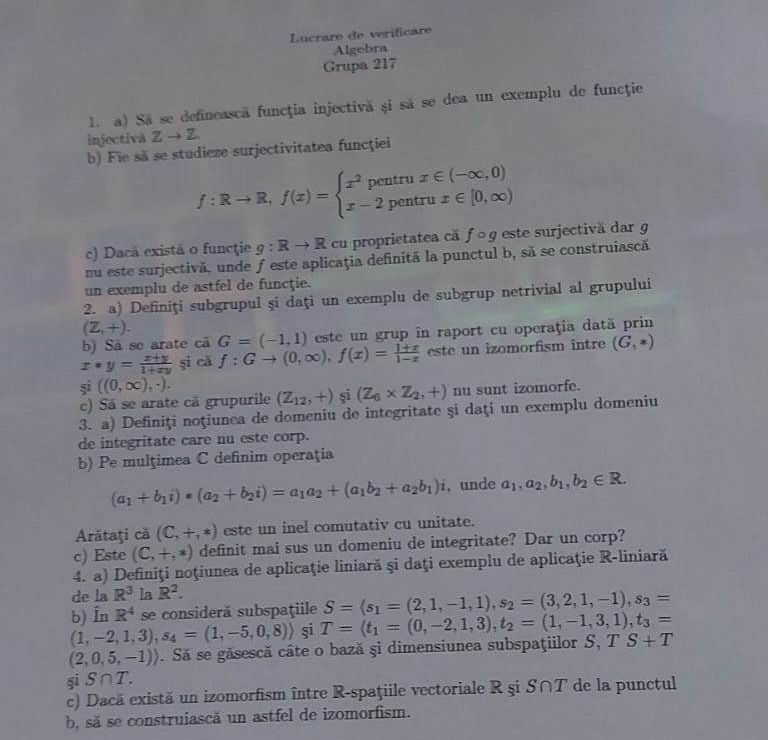 Lucrare de verificare
Algebra
Grupa 217
1. a) Să se definească funcţia injectivă şi să se dea un exemplu de funcţie
injectivă ℤ → ℤ.
b) Fie să se studieze surjectivitatea funcţiei
f : ℝ → ℝ, f(x) = { x² pentru x ∈ (−∞, 0)
x − 2 pentru x ∈ [0, ∞)
c) Dacă există o funcţie g : ℝ → ℝ cu proprietatea că f ∘ g este surjectivă dar g
nu este surjectivă, unde f este aplicaţia definită la punctul b, să se construiască
un exemplu de astfel de funcţie.
2. a) Definiţi subgrupul şi daţi un exemplu de subgrup netrivial al grupului
(ℤ, +).
b) Să se arate că G = (−1, 1) este un grup in raport cu operaţia dată prin
x * y = (x+y)/(1+xy) şi că f : G → (0, ∞), f(x) = (1+x)/(1−x) este un izomorfism între (G, *)
şi ((0, ∞), ·).
c) Să se arate că grupurile (ℤ₁₂, +) şi (ℤ₆ × ℤ₂, +) nu sunt izomorfe.
3. a) Definiţi noţiunea de domeniu de integritate şi daţi un exemplu domeniu
de integritate care nu este corp.
b) Pe mulţimea ℂ definim operaţia
(a₁ + b₁i) * (a₂ + b₂i) = a₁a₂ + (a₁b₂ + a₂b₁)i, unde a₁, a₂, b₁, b₂ ∈ ℝ.
Arătaţi că (ℂ, +, *) este un inel comutativ cu unitate.
c) Este (ℂ, +, *) definit mai sus un domeniu de integritate? Dar un corp?
4. a) Definiţi noţiunea de aplicaţie liniară şi daţi exemplu de aplicaţie ℝ-liniară
de la ℝ³ la ℝ².
b) În ℝ⁴ se consideră subspaţiile S = ⟨s₁ = (2, 1, −1, 1), s₂ = (3, 2, 1, −1), s₃ =
(1, −2, 1, 3), s₄ = (1, −5, 0, 8)⟩ şi T = ⟨t₁ = (0, −2, 1, 3), t₂ = (1, −1, 3, 1), t₃ =
(2, 0, 5, −1)⟩. Să se găsească câte o bază şi dimensiunea subspaţiilor S, T S + T
şi S ∩ T.
c) Dacă există un izomorfism între ℝ-spaţiile vectoriale ℝ şi S ∩ T de la punctul
b, să se construiască un astfel de izomorfism.